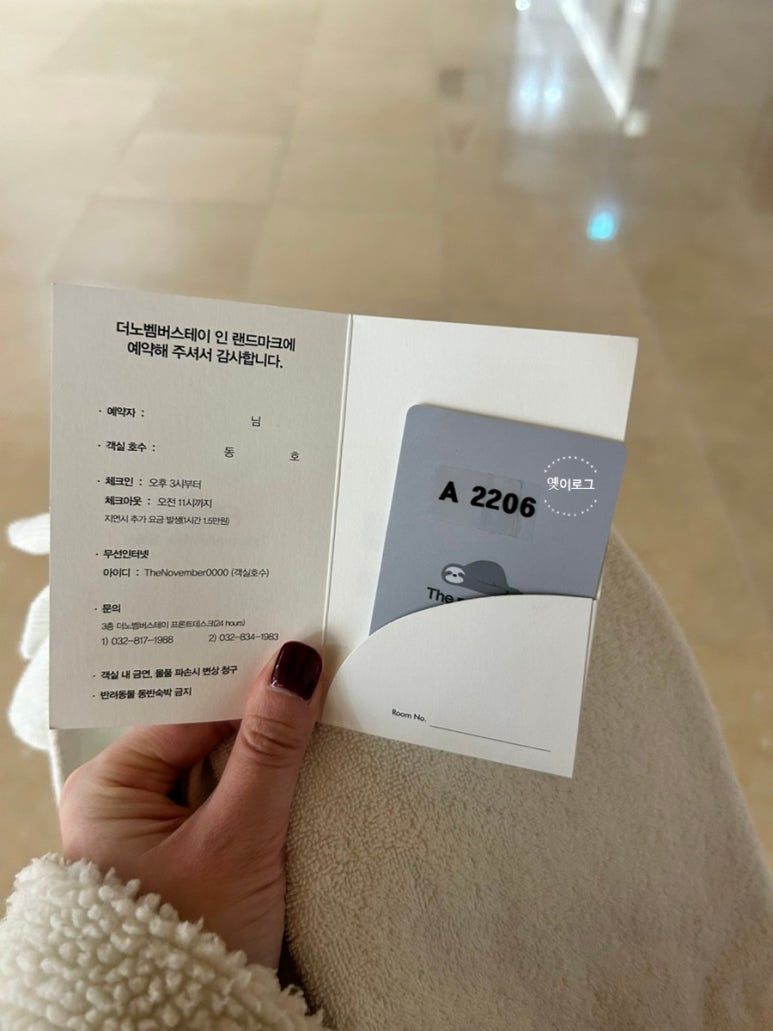 더노벰버스테이 인 랜드마크에
예약해 주셔서 감사합니다.
· 예약자 : 님
· 객실 호수 : 동 호
· 체크인 : 오후 3시부터
체크아웃 : 오전 11시까지
지연시 추가 요금 발생(1시간 1.5만원)
· 무선인터넷
아이디 : TheNovember0000 (객실호수)
· 문의
3층 더노벰버스테이 프론트데스크(24 hours)
1) 032-817-1988 2) 032-834-1983
· 객실 내 금연, 물품 파손시 변상 청구
· 반려동물 동반숙박 금지
A 2206
옛이로그
The
Room No.